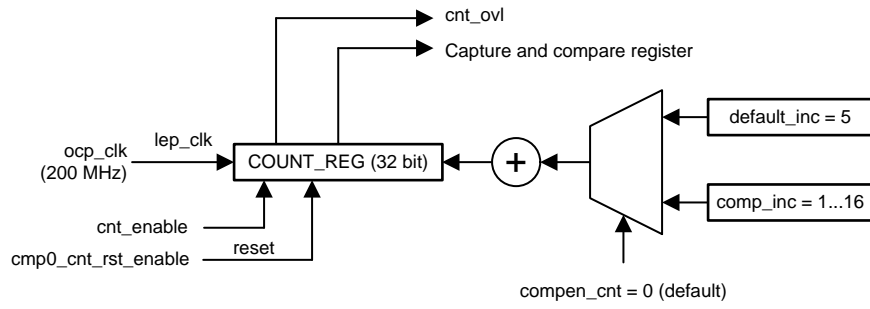 cnt_ovl
Capture and compare register
default_inc = 5
lep_clk
ocp_clk
(200 MHz)
COUNT_REG (32 bit)
+
comp_inc = 1...16
cnt_enable
reset
cmp0_cnt_rst_enable
compen_cnt = 0 (default)